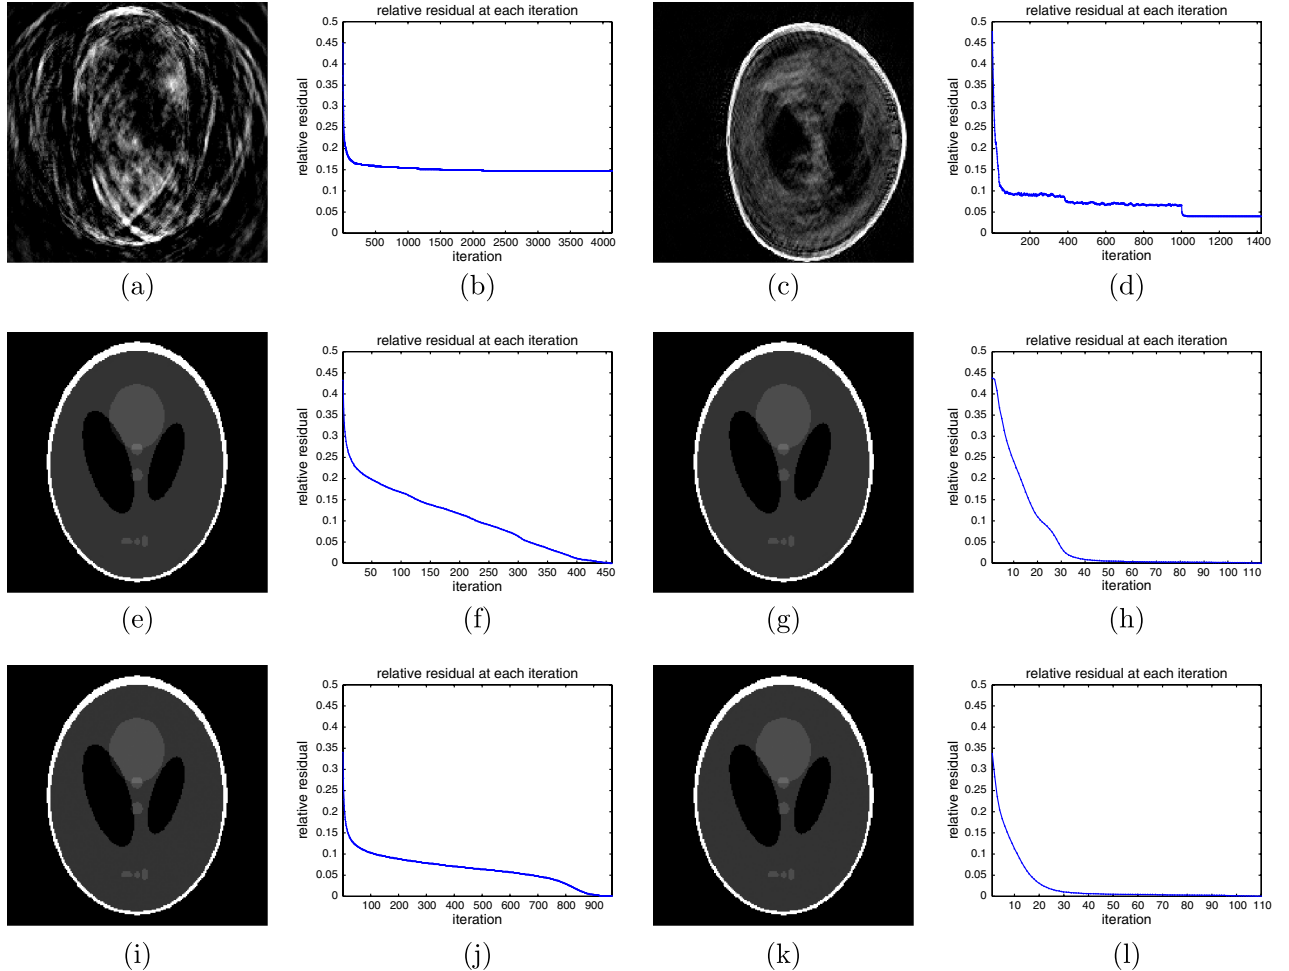 relative residual at each iteration
relative residual
0.5
0.45
0.4
0.35
0.3
0.25
0.2
0.15
0.1
0.05
0
500 1000 1500 2000 2500 3000 3500 4000
iteration
relative residual at each iteration
relative residual
0.5
0.45
0.4
0.35
0.3
0.25
0.2
0.15
0.1
0.05
0
200 400 600 800 1000 1200 1400
iteration
(a) (b) (c) (d)
relative residual at each iteration
relative residual
0.5
0.45
0.4
0.35
0.3
0.25
0.2
0.15
0.1
0.05
0
50 100 150 200 250 300 350 400 450
iteration
relative residual at each iteration
relative residual
0.5
0.45
0.4
0.35
0.3
0.25
0.2
0.15
0.1
0.05
0
10 20 30 40 50 60 70 80 90 100 110
iteration
(e) (f) (g) (h)
relative residual at each iteration
relative residual
0.5
0.45
0.4
0.35
0.3
0.25
0.2
0.15
0.1
0.05
0
100 200 300 400 500 600 700 800 900
iteration
relative residual at each iteration
relative residual
0.5
0.45
0.4
0.35
0.3
0.25
0.2
0.15
0.1
0.05
0
10 20 30 40 50 60 70 80 90 100 110
iteration
(i) (j) (k) (l)